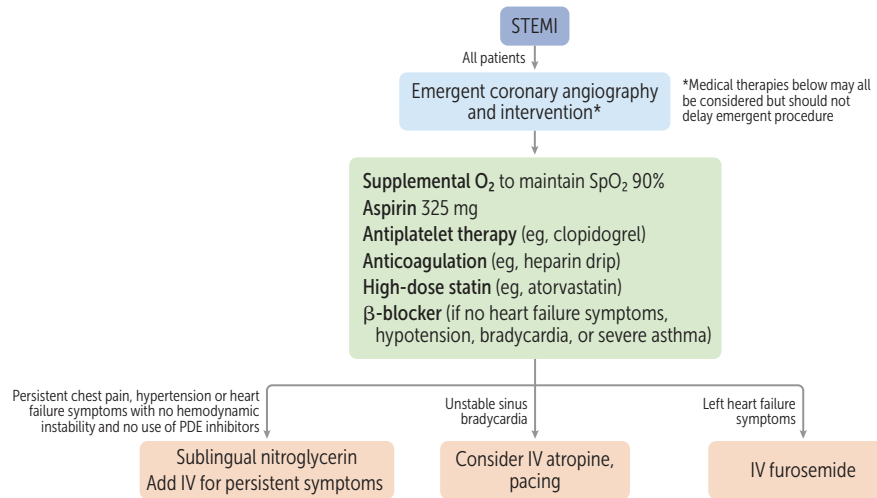 STEMI
All patients
Emergent coronary angiography
and intervention*
*Medical therapies below may all
be considered but should not
delay emergent procedure
Supplemental O₂ to maintain SpO₂ 90%
Aspirin 325 mg
Antiplatelet therapy (eg, clopidogrel)
Anticoagulation (eg, heparin drip)
High-dose statin (eg, atorvastatin)
β-blocker (if no heart failure symptoms,
hypotension, bradycardia, or severe asthma)
Persistent chest pain, hypertension or heart
failure symptoms with no hemodynamic
instability and no use of PDE inhibitors
Sublingual nitroglycerin
Add IV for persistent symptoms
Unstable sinus
bradycardia
Consider IV atropine,
pacing
Left heart failure
symptoms
IV furosemide